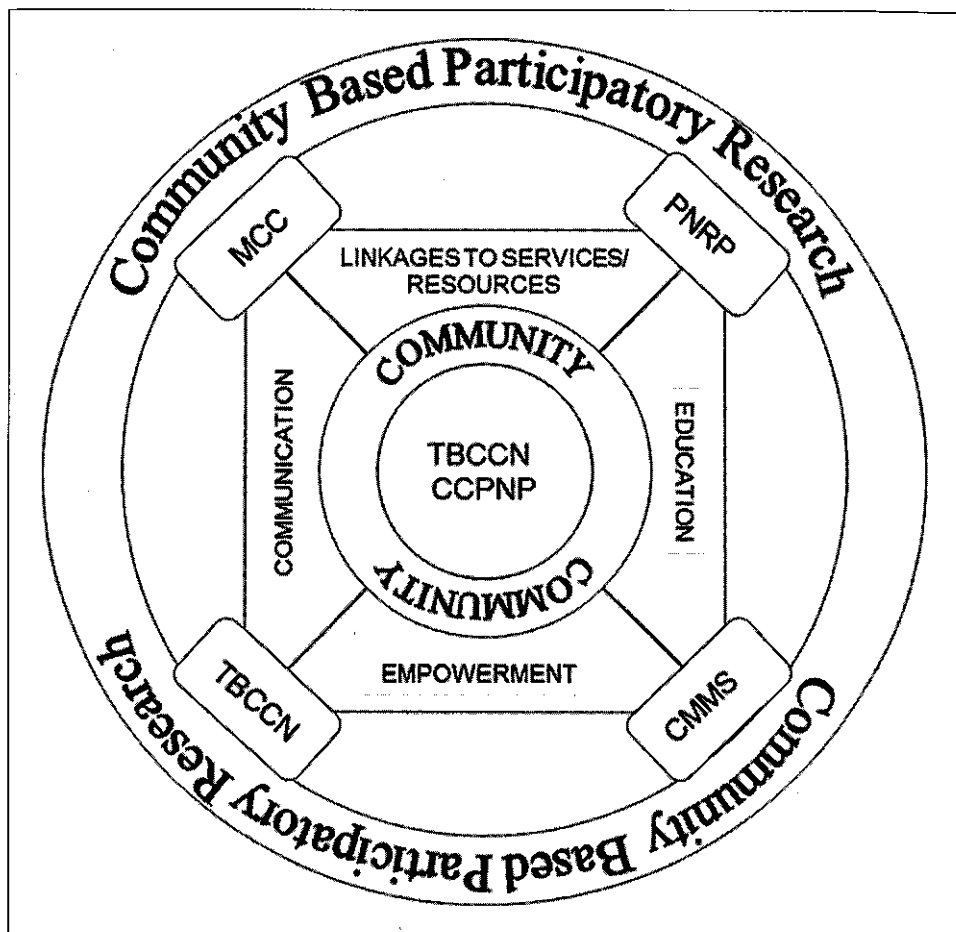 Community Based Participatory Research
MCC
PNRP
LINKAGES TO SERVICES/
RESOURCES
COMMUNITY
COMMUNICATION
TBCCN
CCPNP
EDUCATION
COMMUNITY
EMPOWERMENT
TBCCN
CMMS
Community Based Participatory Research